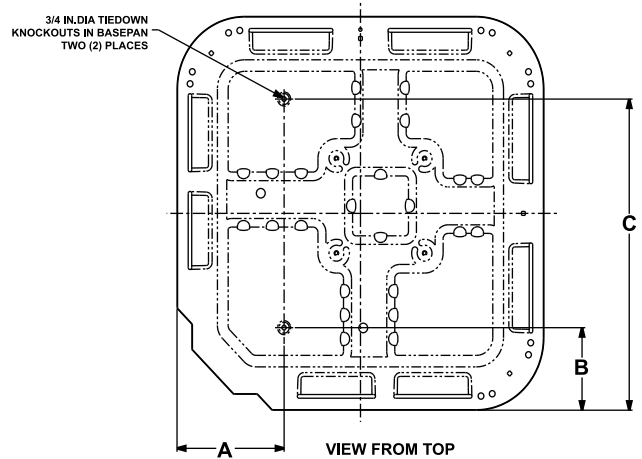 3/4 IN.DIA TIEDOWN
KNOCKOUTS IN BASEPAN
TWO (2) PLACES
C
B
A
VIEW FROM TOP